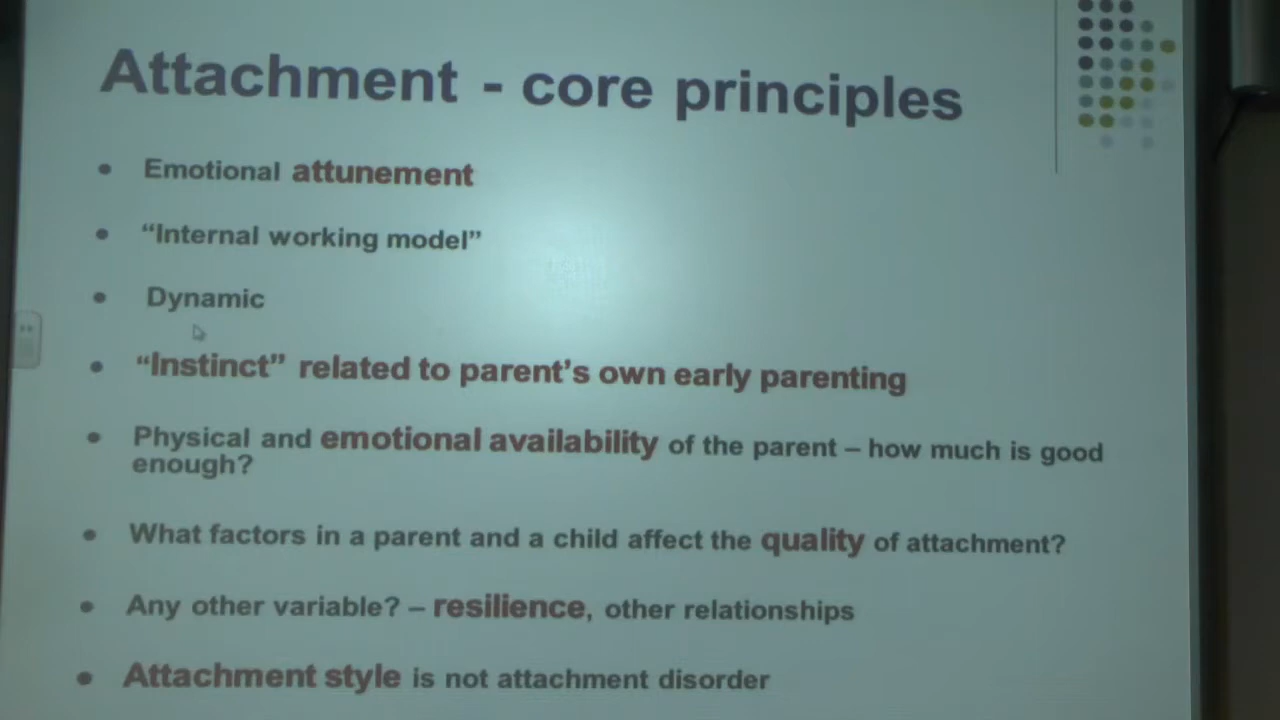 Attachment - core principles
• Emotional attunement
• “Internal working model”
• Dynamic
• “Instinct” related to parent’s own early parenting
• Physical and emotional availability of the parent – how much is good
enough?
• What factors in a parent and a child affect the quality of attachment?
• Any other variable? – resilience, other relationships
• Attachment style is not attachment disorder